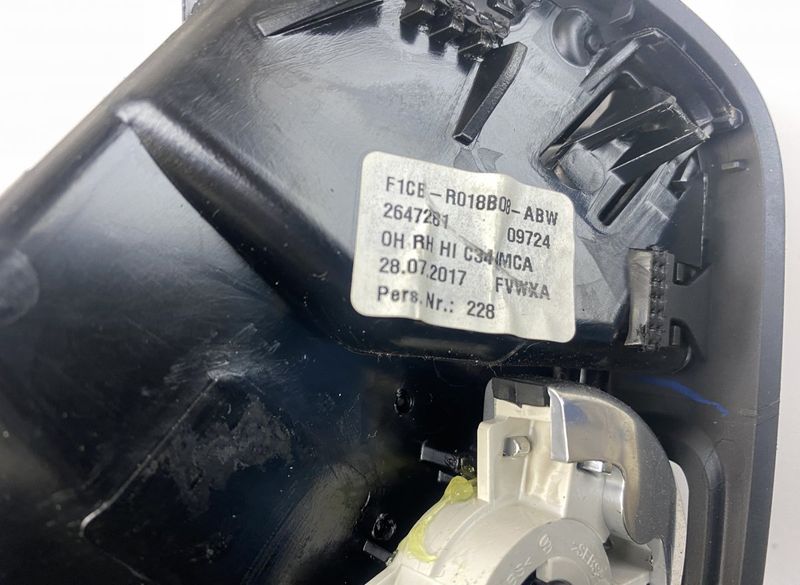 F1CB-R018B08-ABW
2647281 09724
OH RH HI C344MCA
28.07.2017 FVWXA
Pers.Nr.: 228